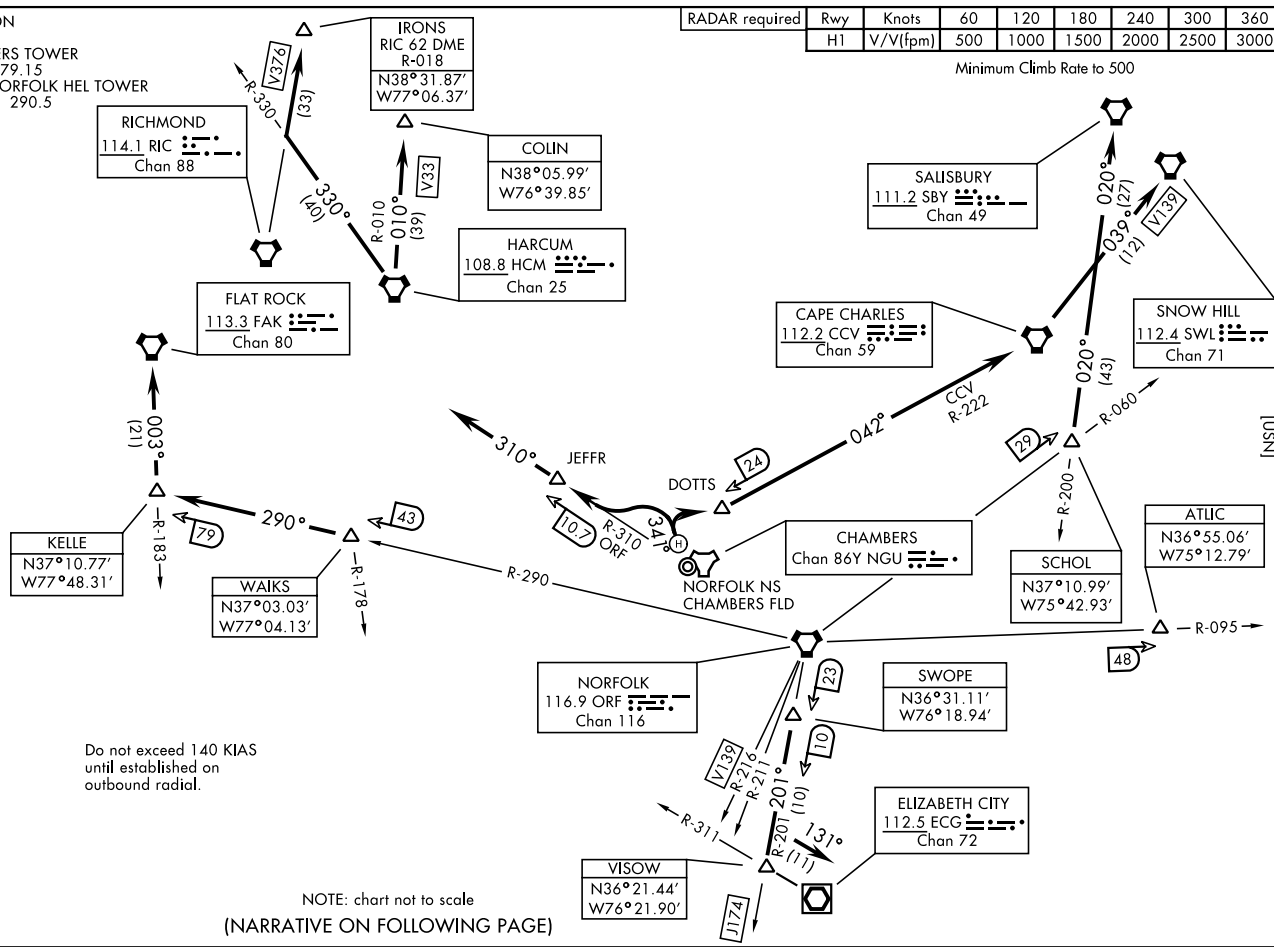 ON
ERS TOWER
79.15
ORFOLK HEL TOWER
290.5
RADAR required
Rwy Knots 60 120 180 240 300 360
H1 V/V(fpm) 500 1000 1500 2000 2500 3000
Minimum Climb Rate to 500
IRONS
RIC 62 DME
R-018
N38°31.87′
W77°06.37′
V376
(33)
R-330
RICHMOND
114.1 RIC
Chan 88
COLIN
N38°05.99′
W76°39.85′
V33
R-010
010°
(39)
330°
(40)
HARCUM
108.8 HCM
Chan 25
FLAT ROCK
113.3 FAK
Chan 80
SALISBURY
111.2 SBY
Chan 49
020°
(27)
039°
(12)
V139
CAPE CHARLES
112.2 CCV
Chan 59
SNOW HILL
112.4 SWL
Chan 71
020°
(43)
R-060
[USN]
CCV
R-222
042°
003°
(21)
310°
JEFFR
DOTTS
24
29
R-200
10.7
R-310
ORF
347°
H
290°
43
79
R-183
KELLE
N37°10.77′
W77°48.31′
WAIKS
N37°03.03′
W77°04.13′
R-178
R-290
NORFOLK NS
CHAMBERS FLD
CHAMBERS
Chan 86Y NGU
SCHOL
N37°10.99′
W75°42.93′
ATLIC
N36°55.06′
W75°12.79′
R-095
48
NORFOLK
116.9 ORF
Chan 116
23
SWOPE
N36°31.11′
W76°18.94′
10
V139
R-216
R-211
R-201
201°
(10)
Do not exceed 140 KIAS
until established on
outbound radial.
R-311
131°
(11)
ELIZABETH CITY
112.5 ECG
Chan 72
VISOW
N36°21.44′
W76°21.90′
J174
NOTE: chart not to scale
(NARRATIVE ON FOLLOWING PAGE)